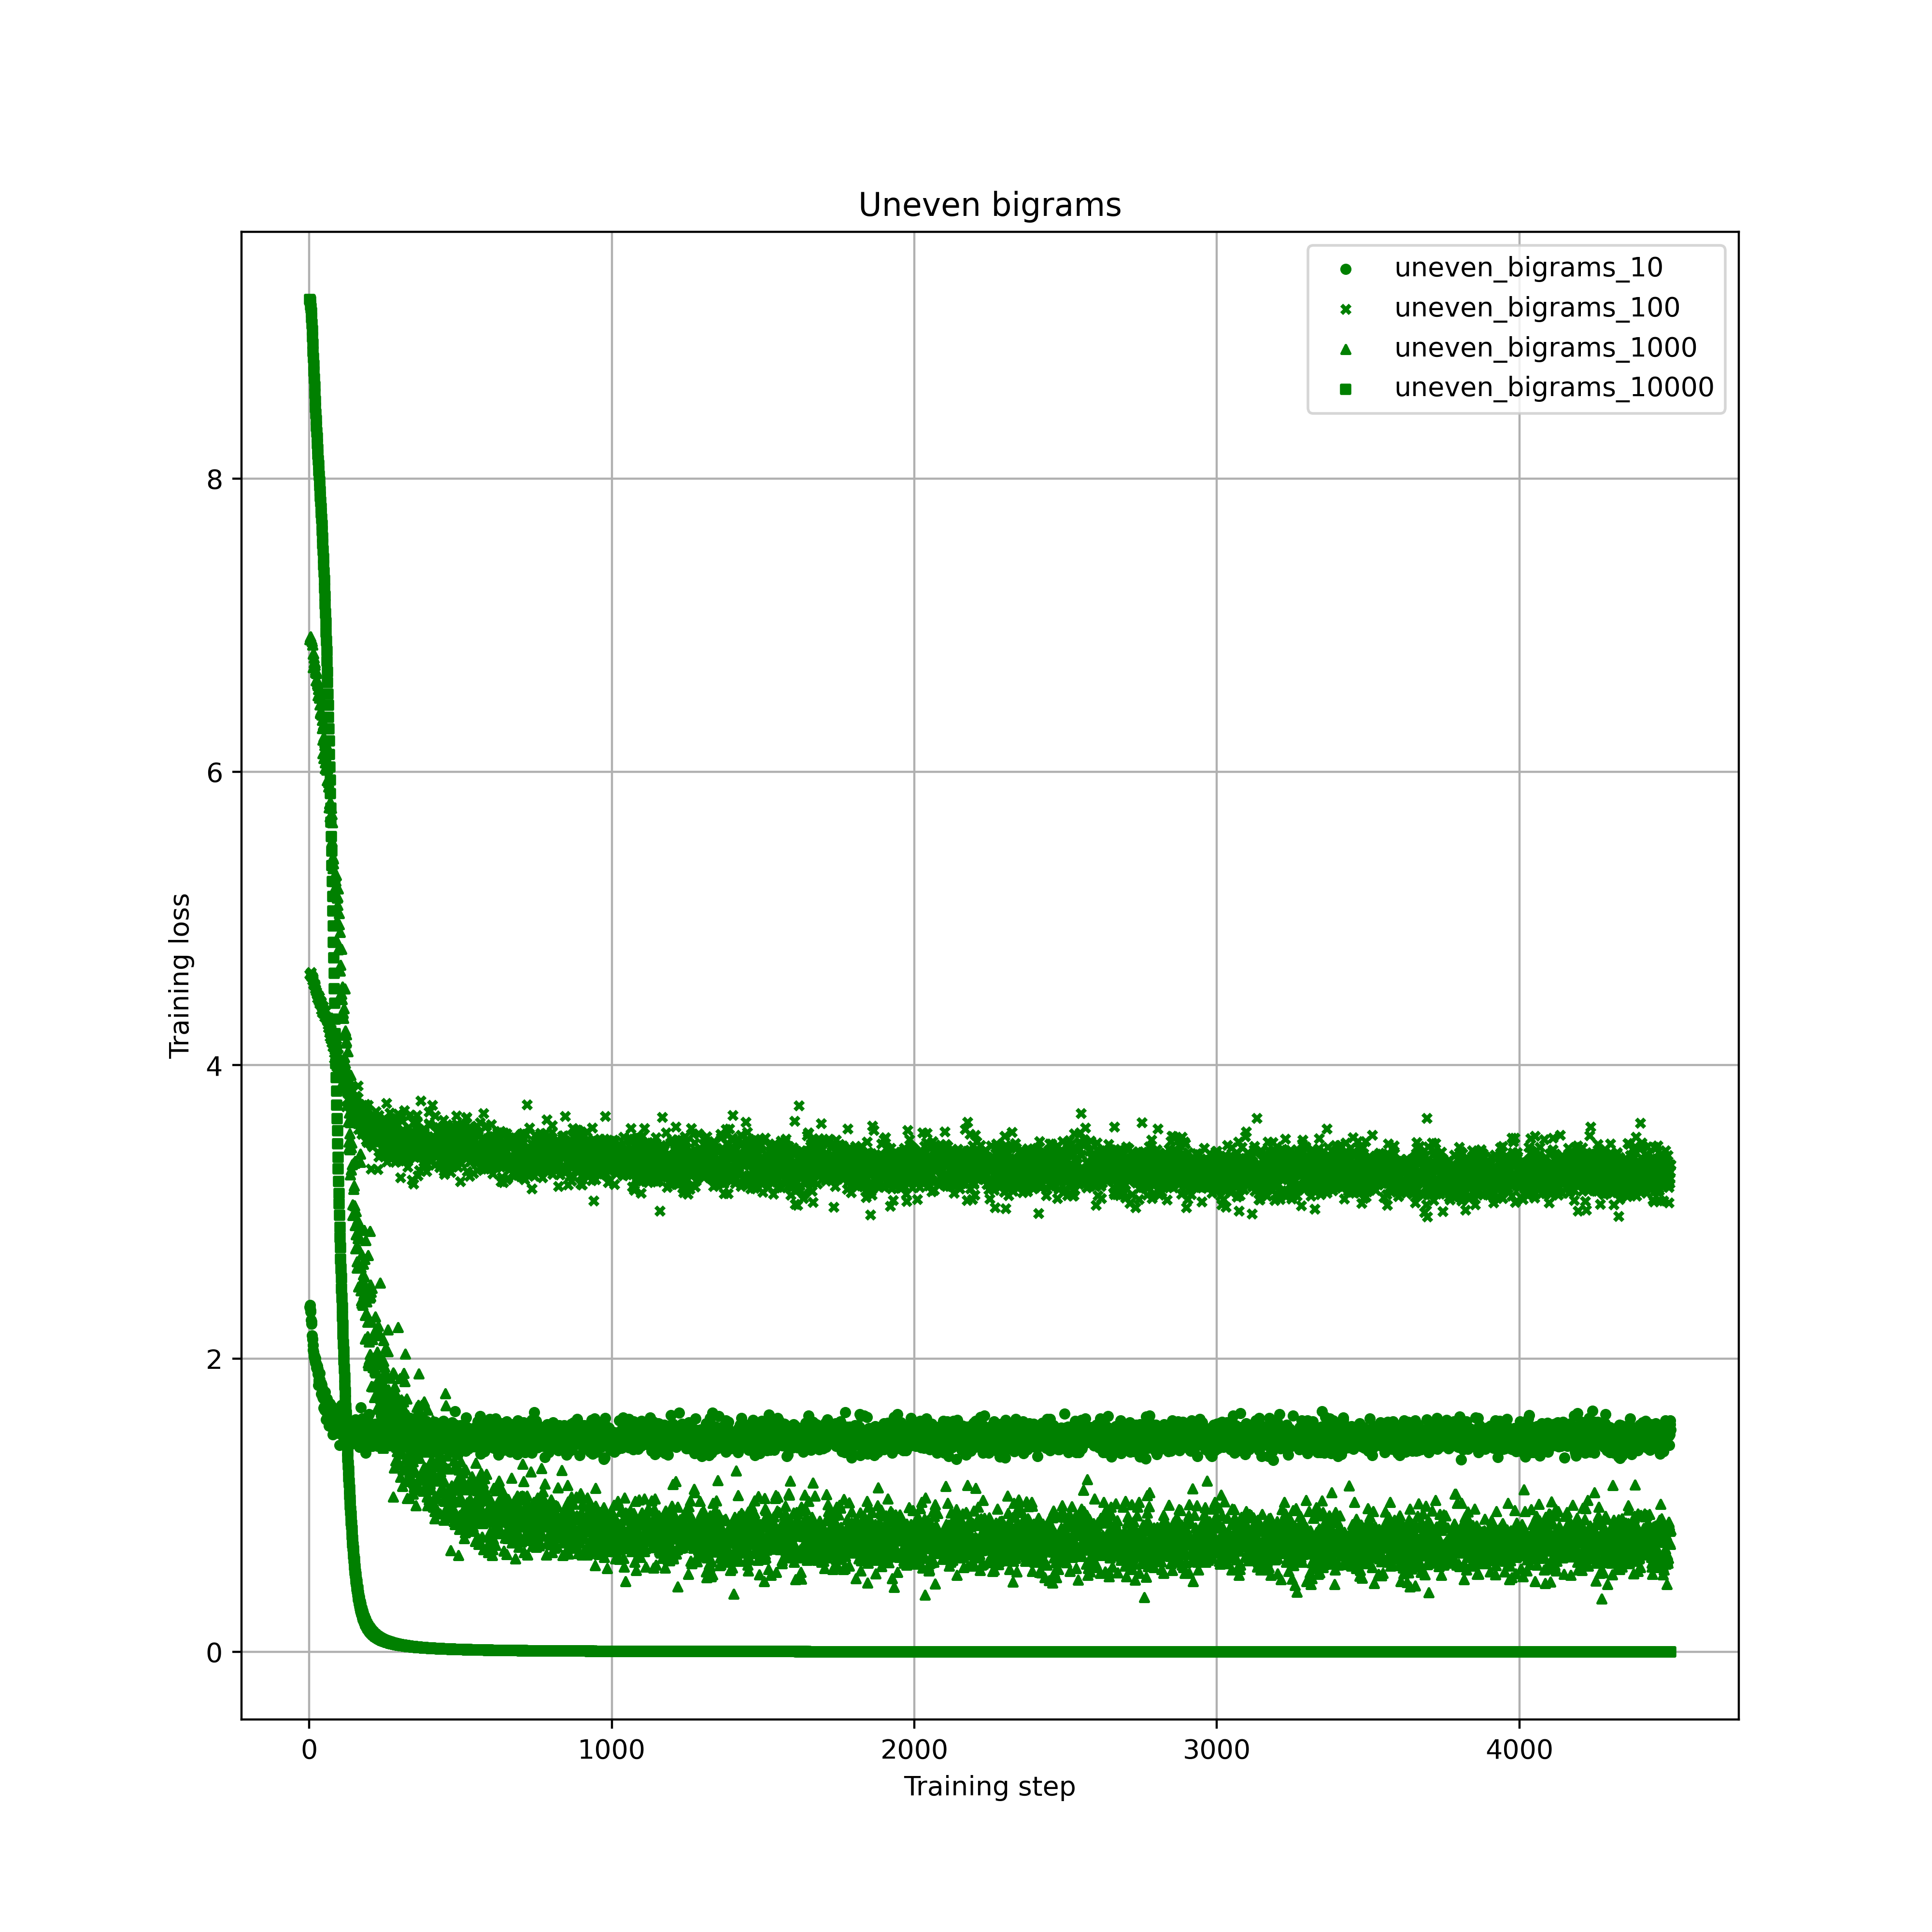 Uneven bigrams
uneven_bigrams_10
uneven_bigrams_100
uneven_bigrams_1000
uneven_bigrams_10000
8
6
4
2
0
Training loss
0 1000 2000 3000 4000
Training step